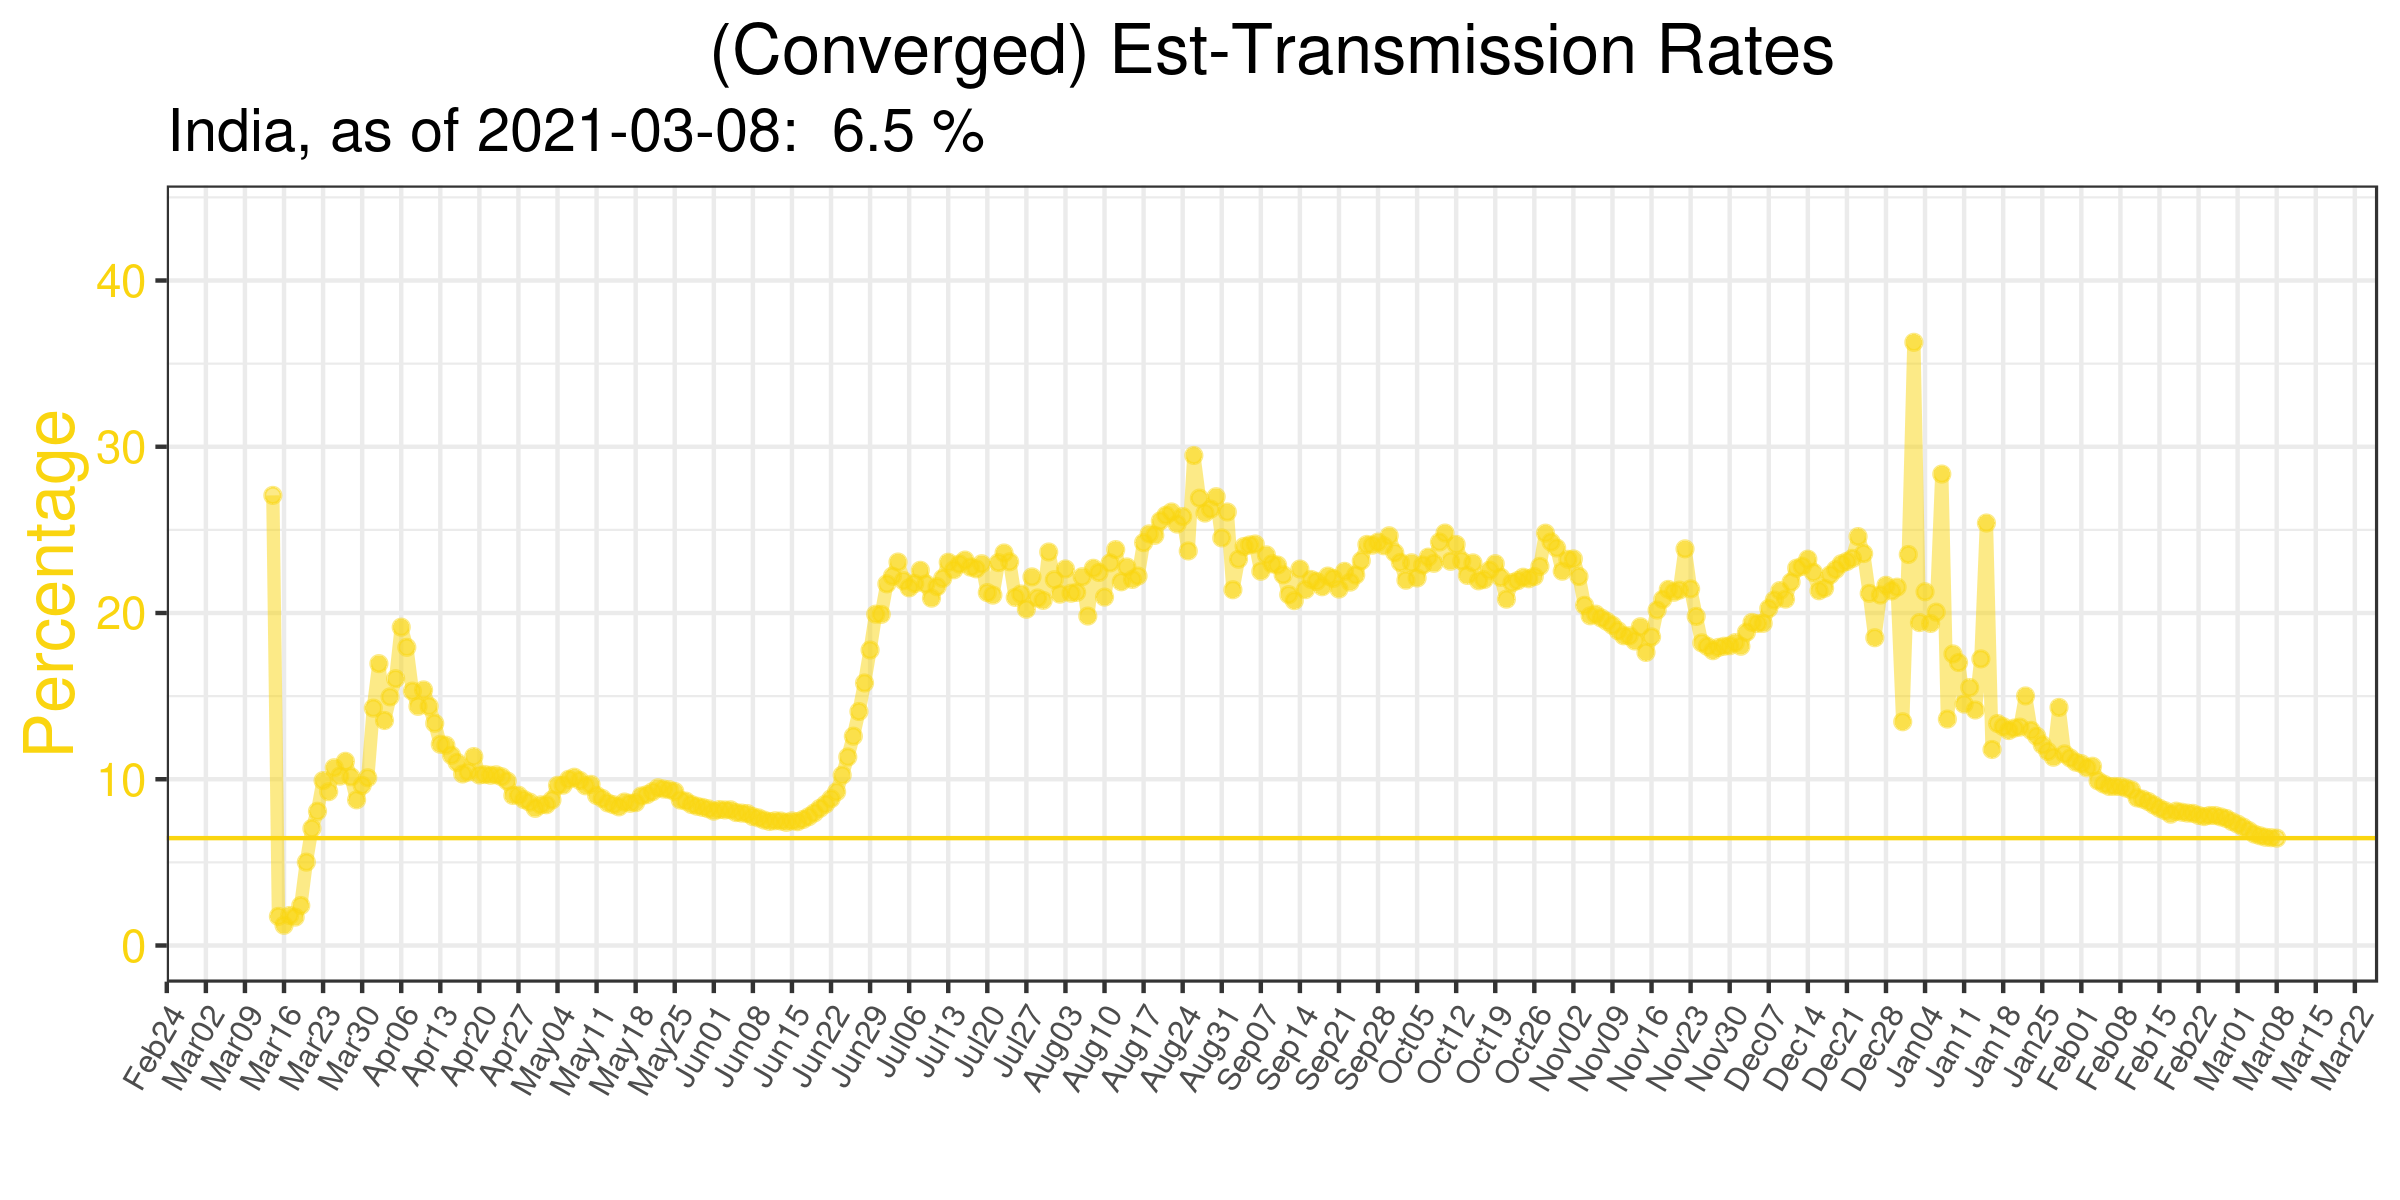 (Converged) Est-Transmission Rates
India, as of 2021-03-08:  6.5 %
Percentage
40
30
20
10
0
Feb24 Mar02 Mar09 Mar16 Mar23 Mar30 Apr06 Apr13 Apr20 Apr27 May04 May11 May18 May25 Jun01 Jun08 Jun15 Jun22 Jun29 Jul06 Jul13 Jul20 Jul27 Aug03 Aug10 Aug17 Aug24 Aug31 Sep07 Sep14 Sep21 Sep28 Oct05 Oct12 Oct19 Oct26 Nov02 Nov09 Nov16 Nov23 Nov30 Dec07 Dec14 Dec21 Dec28 Jan04 Jan11 Jan18 Jan25 Feb01 Feb08 Feb15 Feb22 Mar01 Mar08 Mar15 Mar22